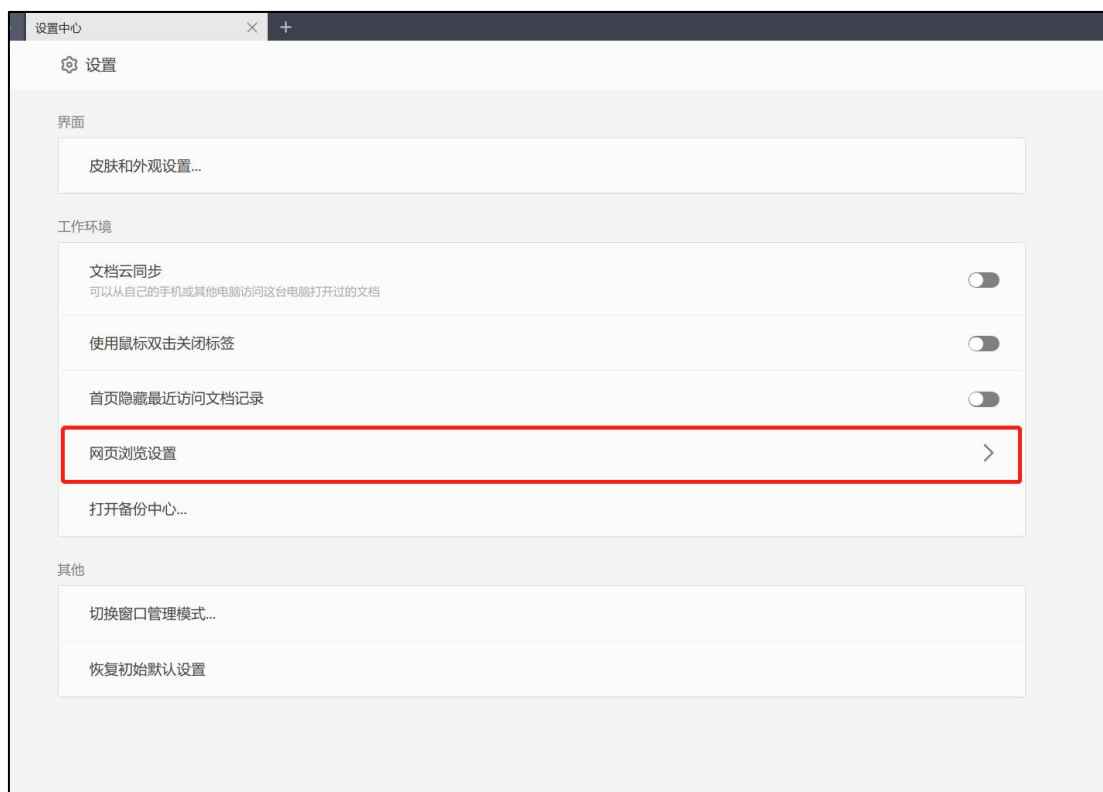 设置中心
设置
界面
皮肤和外观设置...
工作环境
文档云同步
可以从自己的手机或其他电脑访问这台电脑打开过的文档
使用鼠标双击关闭标签
首页隐藏最近访问文档记录
网页浏览设置
打开备份中心...
其他
切换窗口管理模式...
恢复初始默认设置